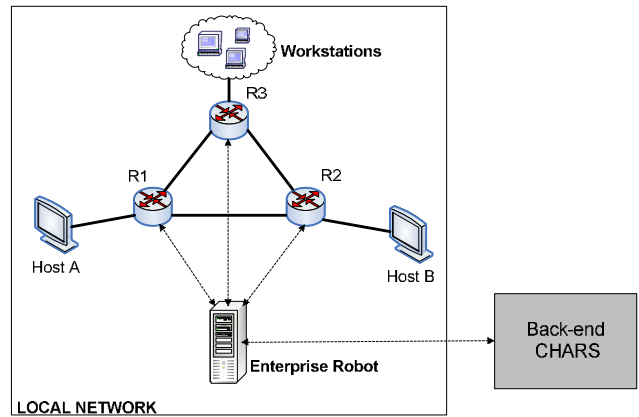 Workstations
R3
R1
R2
Host A
Host B
Enterprise Robot
Back-end
CHARS
LOCAL NETWORK